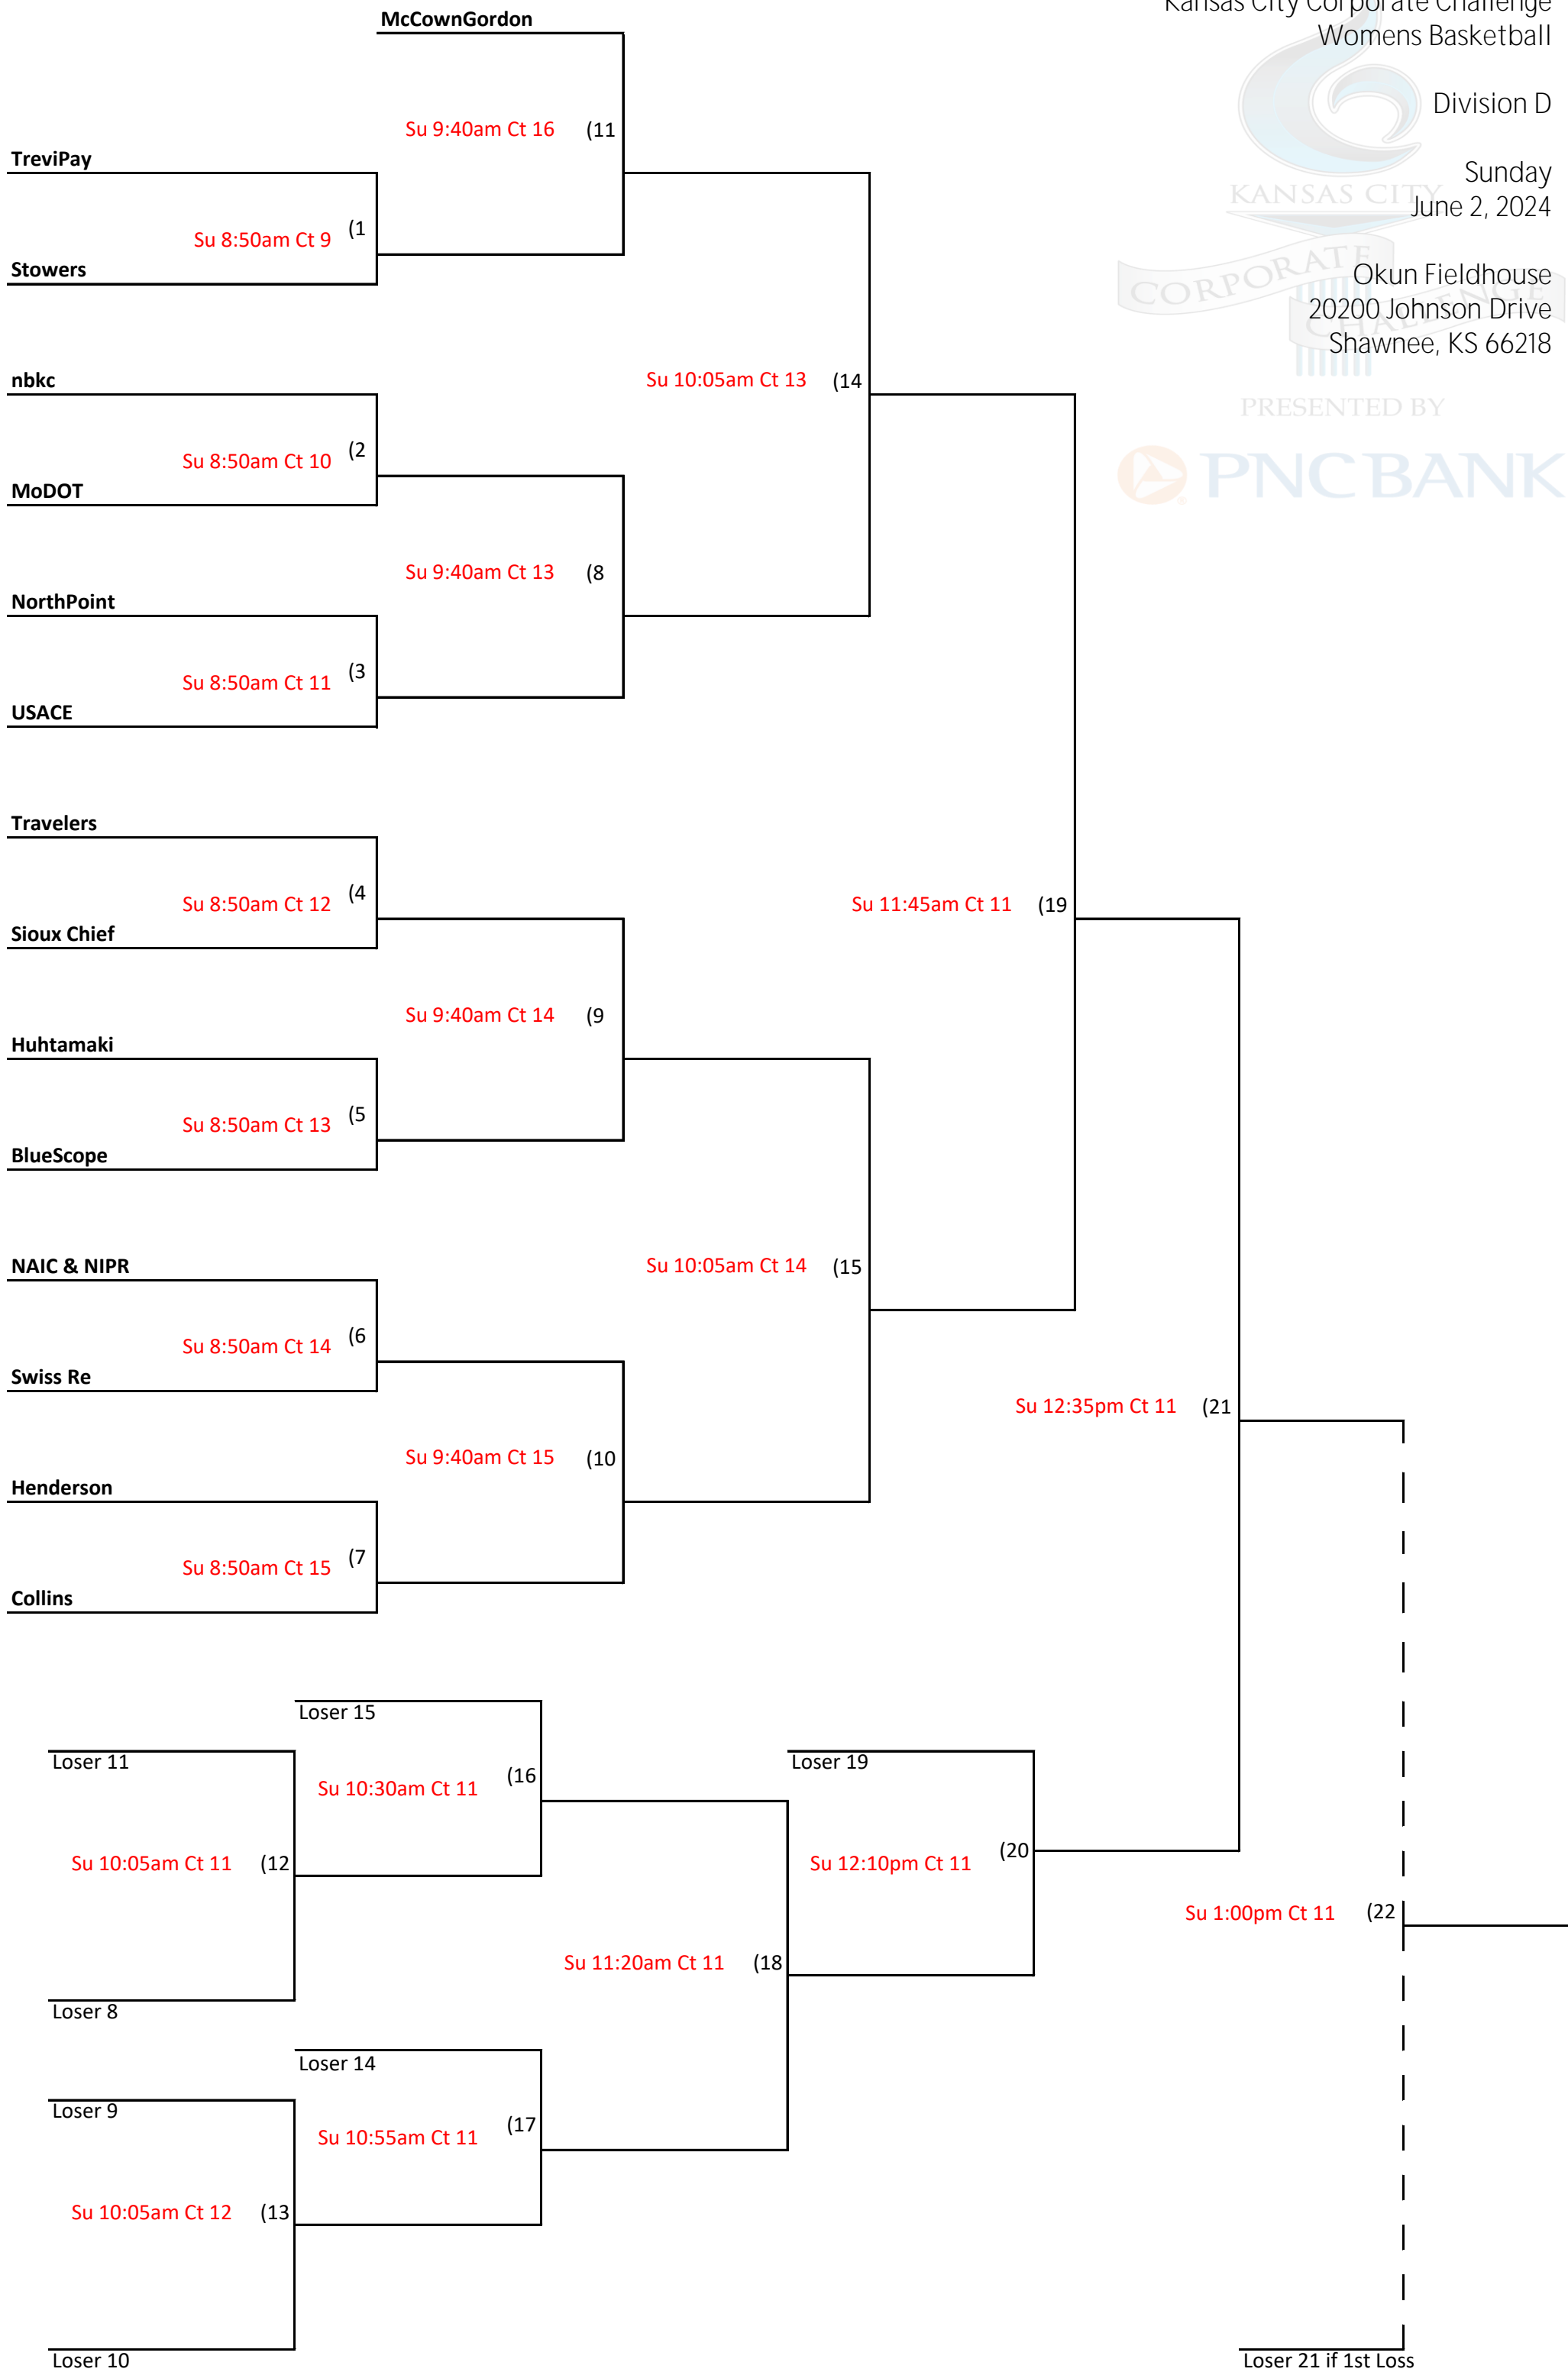 Kansas City Corporate Challenge
Womens Basketball
Division D
Sunday
June 2, 2024
Okun Fieldhouse
20200 Johnson Drive
Shawnee, KS 66218
KANSAS CITY
CORPORATE
CHALLENGE
PRESENTED BY
PNC BANK
McCownGordon
Su 9:40am Ct 16 (11
TreviPay
Su 8:50am Ct 9 (1
Stowers
nbkc
Su 10:05am Ct 13 (14
Su 8:50am Ct 10 (2
MoDOT
Su 9:40am Ct 13 (8
NorthPoint
Su 8:50am Ct 11 (3
USACE
Travelers
Su 8:50am Ct 12 (4
Su 11:45am Ct 11 (19
Sioux Chief
Su 9:40am Ct 14 (9
Huhtamaki
Su 8:50am Ct 13 (5
BlueScope
NAIC & NIPR
Su 10:05am Ct 14 (15
Su 8:50am Ct 14 (6
Swiss Re
Su 12:35pm Ct 11 (21
Su 9:40am Ct 15 (10
Henderson
Su 8:50am Ct 15 (7
Collins
Loser 15
Loser 11
Loser 19
Su 10:30am Ct 11 (16
Su 10:05am Ct 11 (12
Su 12:10pm Ct 11 (20
Su 1:00pm Ct 11 (22
Su 11:20am Ct 11 (18
Loser 8
Loser 14
Loser 9
Su 10:55am Ct 11 (17
Su 10:05am Ct 12 (13
Loser 10
Loser 21 if 1st Loss